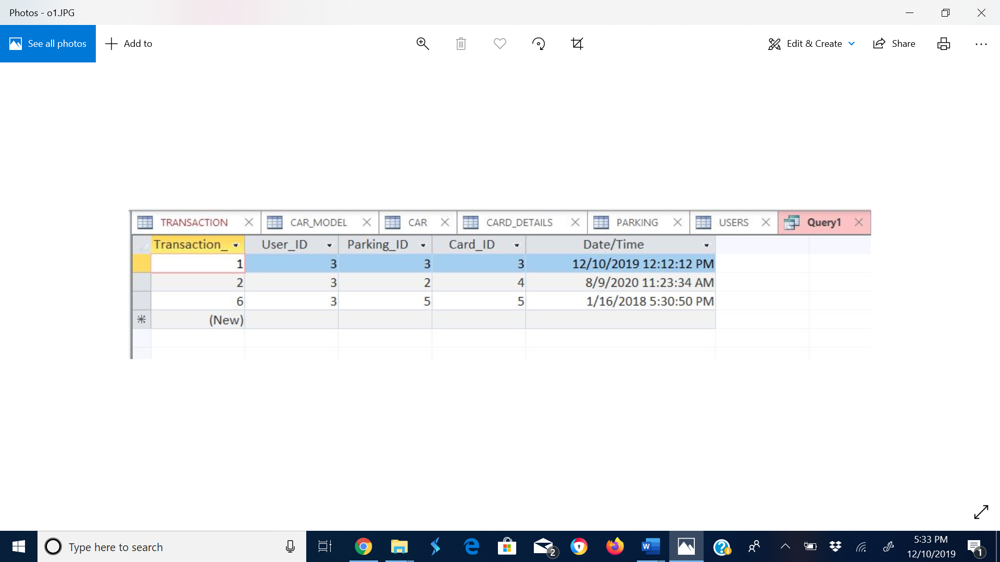 Photos - o1.JPG
See all photos Add to Edit & Create Share
TRANSACTION CAR_MODEL CAR CARD_DETAILS PARKING USERS Query1
Transaction_ User_ID Parking_ID Card_ID Date/Time
1 3 3 3 12/10/2019 12:12:12 PM
2 3 2 4 8/9/2020 11:23:34 AM
6 3 5 5 1/16/2018 5:30:50 PM
(New)
Type here to search 2 W 5:33 PM 1
12/10/2019